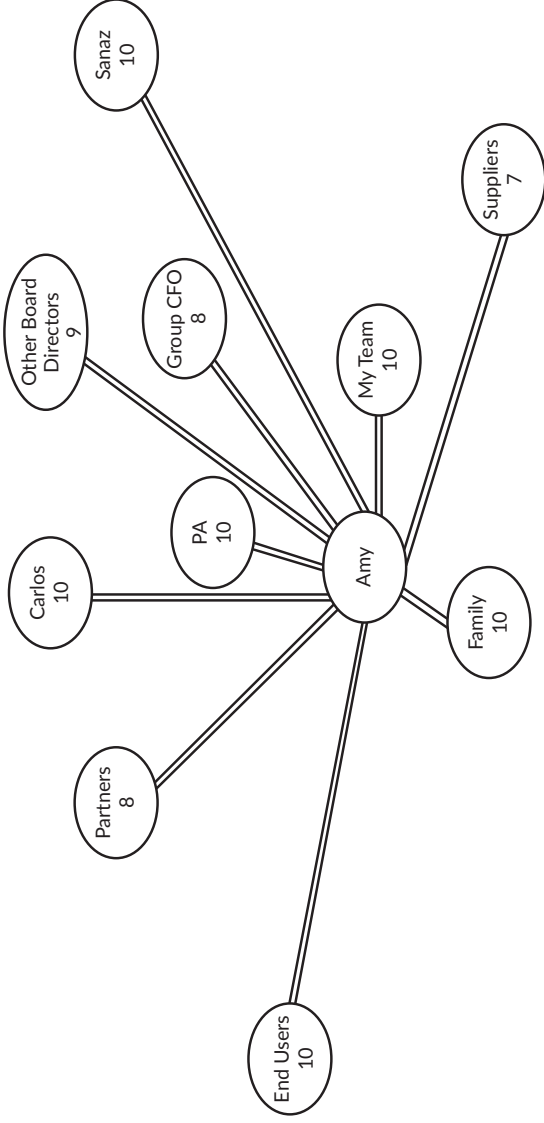 Carlos
10
Other Board
Directors
9
Partners
8
Sanaz
10
Group CFO
8
PA
10
End Users
10
Amy
My Team
10
Family
10
Suppliers
7